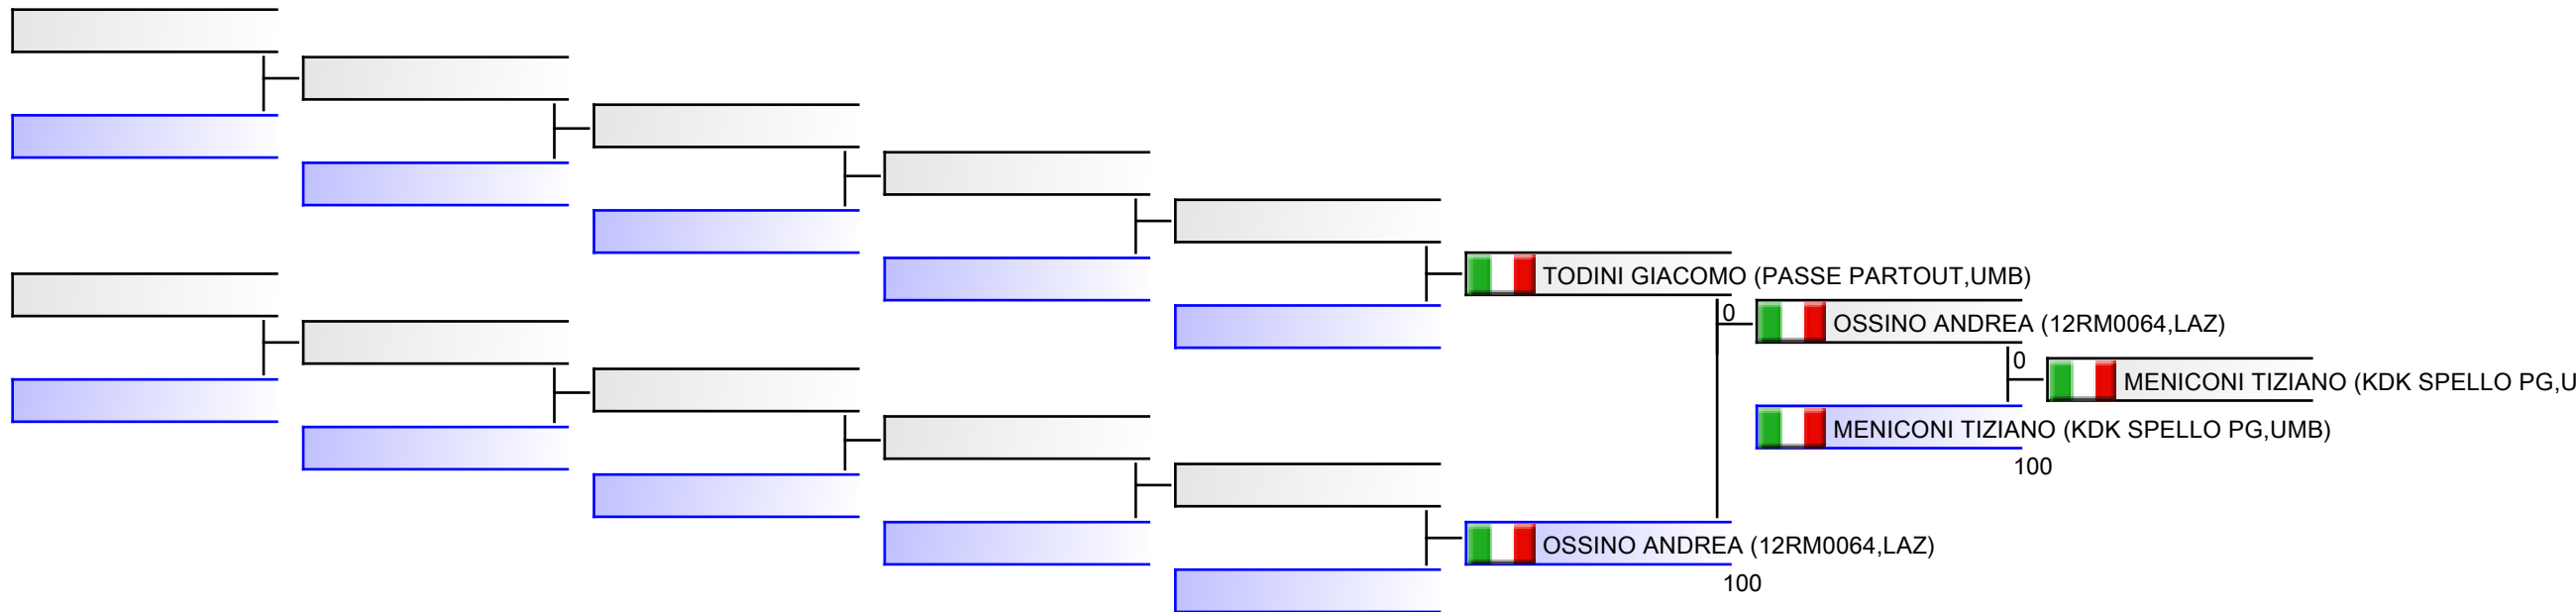 TODINI GIACOMO (PASSE PARTOUT,UMB)
0
OSSINO ANDREA (12RM0064,LAZ)
0
MENICONI TIZIANO (KDK SPELLO PG,U
MENICONI TIZIANO (KDK SPELLO PG,UMB)
100
OSSINO ANDREA (12RM0064,LAZ)
100